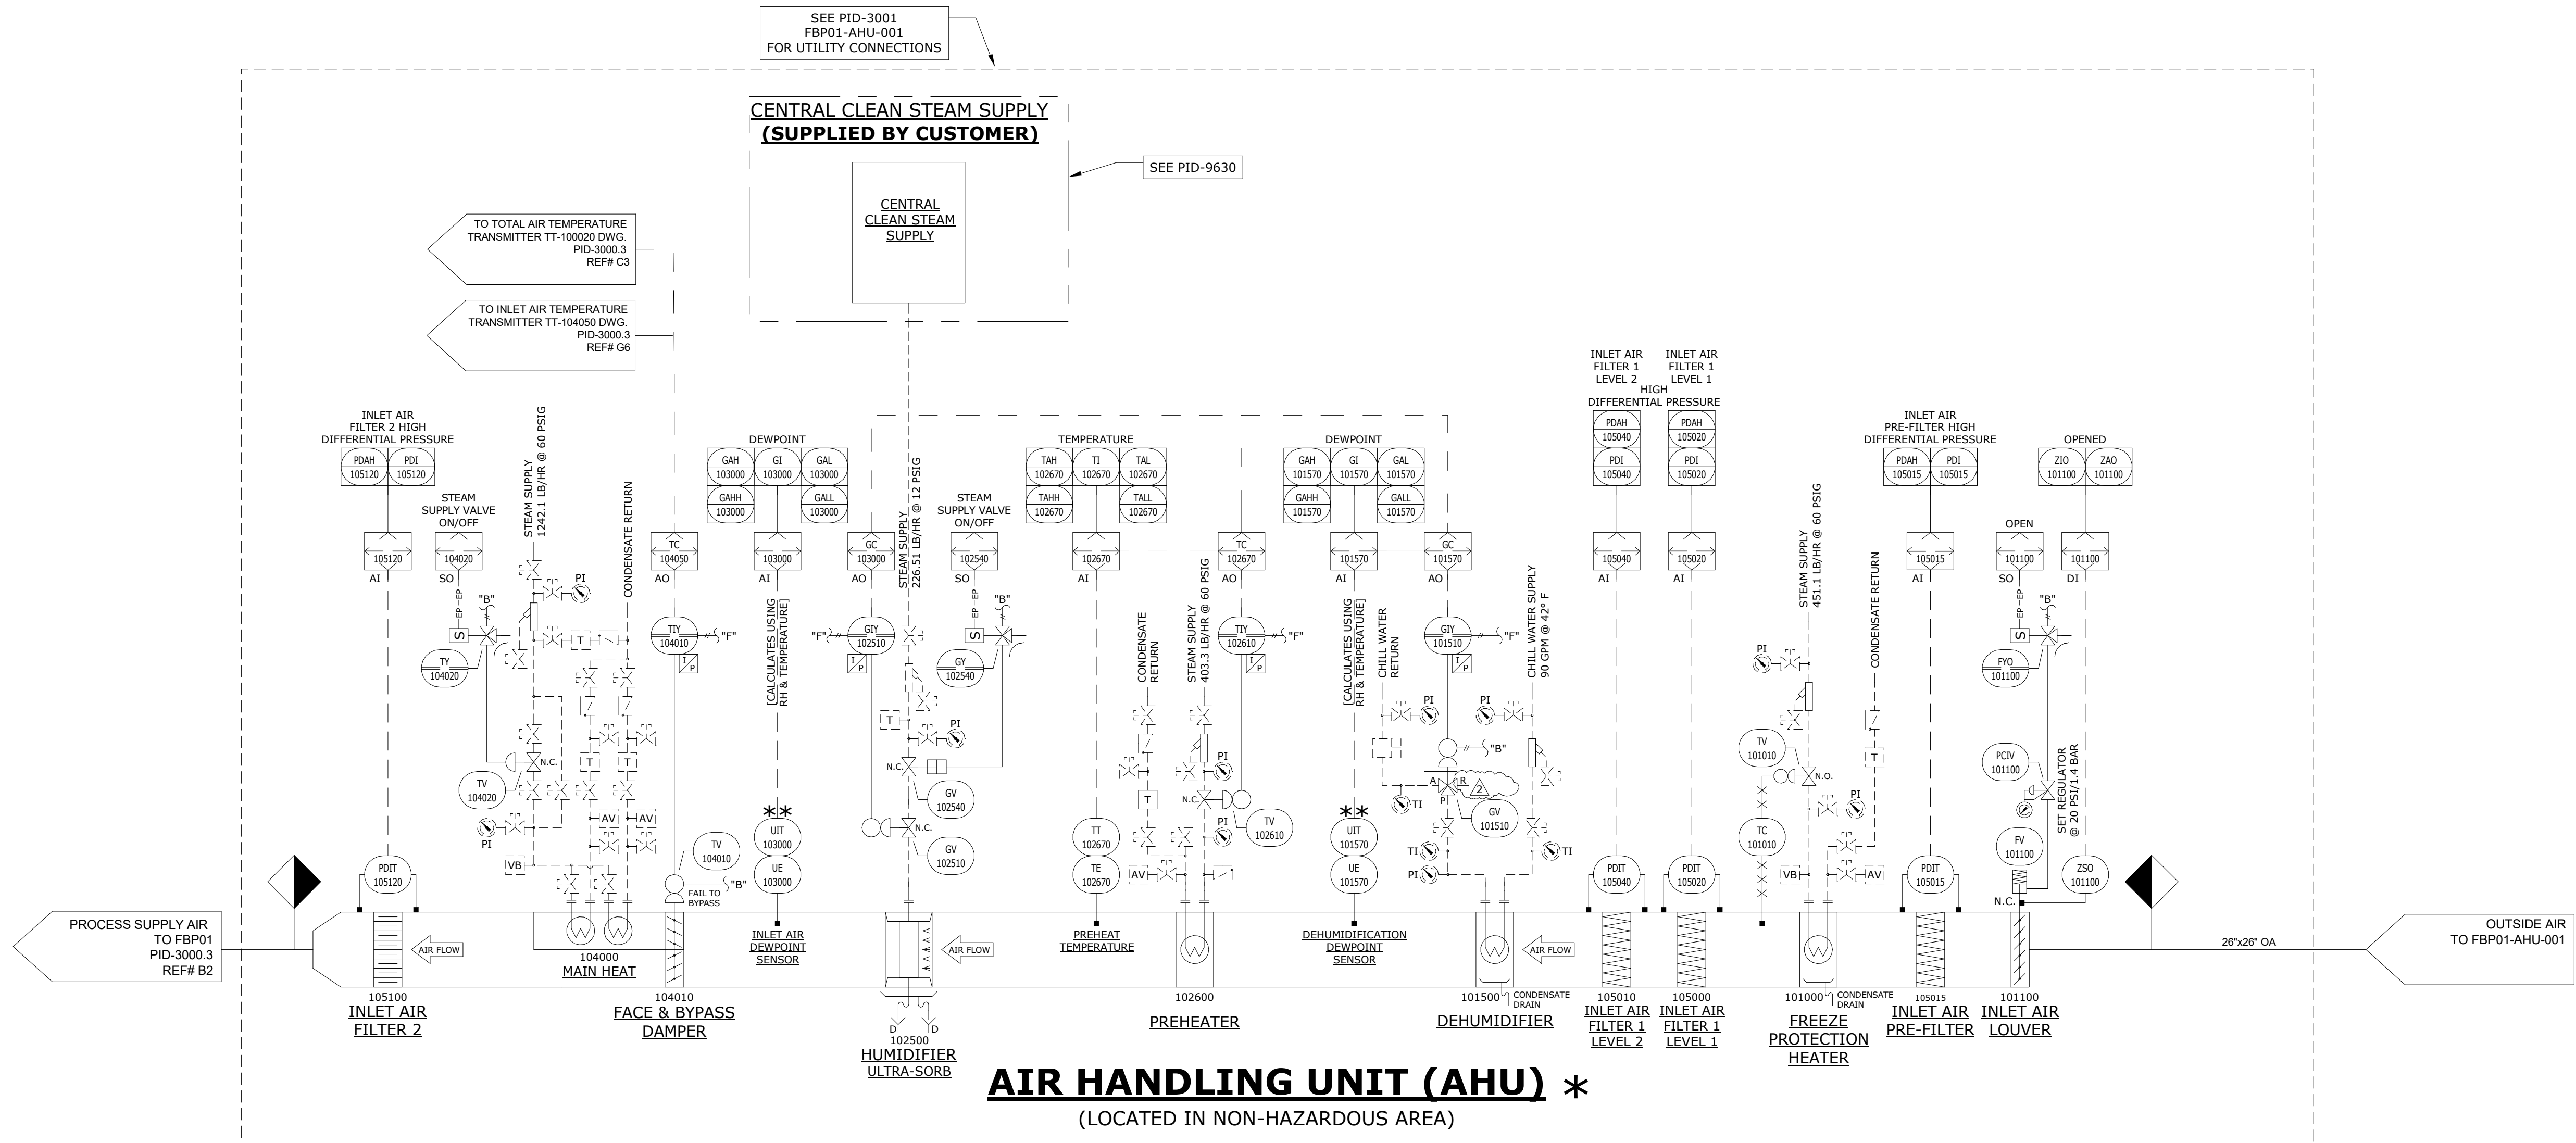 SEE PID-3001
FBP01-AHU-001
FOR UTILITY CONNECTIONS
CENTRAL CLEAN STEAM SUPPLY
(SUPPLIED BY CUSTOMER)
SEE PID-9630
CENTRAL
CLEAN STEAM
SUPPLY
TO TOTAL AIR TEMPERATURE
TRANSMITTER TT-100020 DWG.
PID-3000.3
REF# C3
TO INLET AIR TEMPERATURE
TRANSMITTER TT-104050 DWG.
PID-3000.3
REF# G6
INLET AIR
FILTER 2 HIGH
DIFFERENTIAL PRESSURE
PDAH
105120
PDI
105120
105120
AI
PDIT
105120
STEAM
SUPPLY VALVE
ON/OFF
104020
SO
EP
EP
"B"
S
TY
104020
STEAM SUPPLY
1242.1 LB/HR @ 60 PSIG
PI
T
N.C.
TV
104020
PI
VB
CONDENSATE RETURN
T
T
AV
AV
TC
104050
AO
TIY
104010
"F"
I
P
TV
104010
"B"
FAIL TO
BYPASS
DEWPOINT
GAH
103000
GI
103000
GAL
103000
GAHH
103000
GALL
103000
103000
AI
[CALCULATES USING
RH & TEMPERATURE]
**
UIT
103000
UE
103000
INLET AIR
DEWPOINT
SENSOR
GC
103000
AO
"F"
GIY
102510
I
P
STEAM SUPPLY
226.51 LB/HR @ 12 PSIG
T
PI
N.C.
GV
102540
N.C.
GV
102510
STEAM
SUPPLY VALVE
ON/OFF
102540
SO
EP
EP
"B"
S
GY
102540
TEMPERATURE
TAH
102670
TI
102670
TAL
102670
TAHH
102670
TALL
102670
102670
AI
TT
102670
TE
102670
PREHEAT
TEMPERATURE
CONDENSATE
RETURN
T
AV
STEAM SUPPLY
403.3 LB/HR @ 60 PSIG
PI
N.C.
PI
TC
102670
AO
TIY
102610
"F"
I
P
TV
102610
DEWPOINT
GAH
101570
GI
101570
GAL
101570
GAHH
101570
GALL
101570
101570
AI
[CALCULATES USING
RH & TEMPERATURE]
**
UIT
101570
UE
101570
DEHUMIDIFICATION
DEWPOINT
SENSOR
GC
101570
AO
GIY
101510
"F"
I
P
CHILL WATER
RETURN
PI
TI
CHILL WATER SUPPLY
90 GPM @ 42° F
PI
"B"
A
R
P
2
GV
101510
TI
PI
TI
INLET AIR
FILTER 1
LEVEL 2
INLET AIR
FILTER 1
LEVEL 1
HIGH
DIFFERENTIAL PRESSURE
PDAH
105040
PDI
105040
105040
AI
PDIT
105040
PDAH
105020
PDI
105020
105020
AI
PDIT
105020
STEAM SUPPLY
451.1 LB/HR @ 60 PSIG
PI
TV
101010
N.O.
PI
TC
101010
VB
CONDENSATE RETURN
T
AV
INLET AIR
PRE-FILTER HIGH
DIFFERENTIAL PRESSURE
PDAH
105015
PDI
105015
105015
AI
PDIT
105015
OPENED
ZIO
101100
ZAO
101100
OPEN
101100
SO
101100
DI
EP
EP
"B"
S
FYO
101100
PCIV
101100
SET REGULATOR
@ 20 PSI/1.4 BAR
FV
101100
ZSO
101100
N.C.
PROCESS SUPPLY AIR
TO FBP01
PID-3000.3
REF# B2
AIR FLOW
104000
MAIN HEAT
AIR FLOW
AIR FLOW
26"x26" OA
OUTSIDE AIR
TO FBP01-AHU-001
105100
INLET AIR
FILTER 2
104010
FACE & BYPASS
DAMPER
D
D
102500
HUMIDIFIER
ULTRA-SORB
102600
PREHEATER
101500
CONDENSATE
DRAIN
DEHUMIDIFIER
105010
INLET AIR
FILTER 1
LEVEL 2
105000
INLET AIR
FILTER 1
LEVEL 1
101000
CONDENSATE
DRAIN
FREEZE
PROTECTION
HEATER
105015
INLET AIR
PRE-FILTER
101100
INLET AIR
LOUVER
AIR HANDLING UNIT (AHU) *
(LOCATED IN NON-HAZARDOUS AREA)